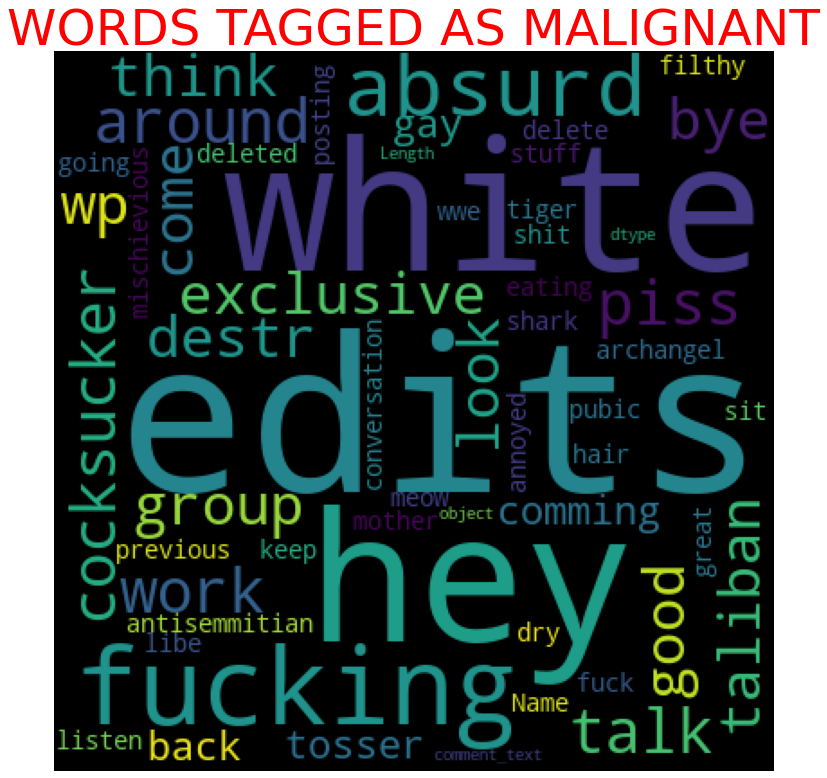 WORDS TAGGED AS MALIGNANT
think
absurd
filthy
around
posting
gay
delete
bye
going
deleted
Length
stuff
mischievious
come
white
wp
wwe
tiger
shit
dtype
exclusive
eating
piss
shark
cocksucker
destr
conversation
look
archangel
edits
annoyed
pubic
sit
hair
group
meow
mother
object
comming
great
taliban
previous
keep
hey
work
good
antisemmitian
libe
dry
fucking
fuck
Name
listen
back
tosser
comment_text
talk